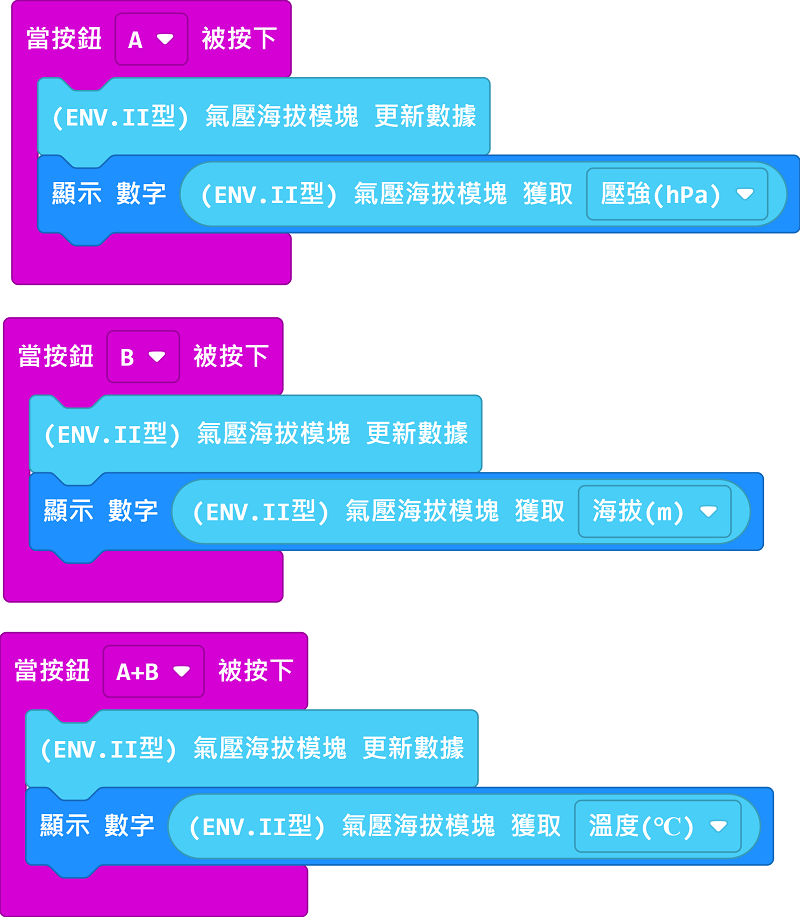 當按鈕 A 被按下
(ENV.II型) 氣壓海拔模塊 更新數據
顯示 數字 (ENV.II型) 氣壓海拔模塊 獲取 壓強(hPa)
當按鈕 B 被按下
(ENV.II型) 氣壓海拔模塊 更新數據
顯示 數字 (ENV.II型) 氣壓海拔模塊 獲取 海拔(m)
當按鈕 A+B 被按下
(ENV.II型) 氣壓海拔模塊 更新數據
顯示 數字 (ENV.II型) 氣壓海拔模塊 獲取 溫度(℃)